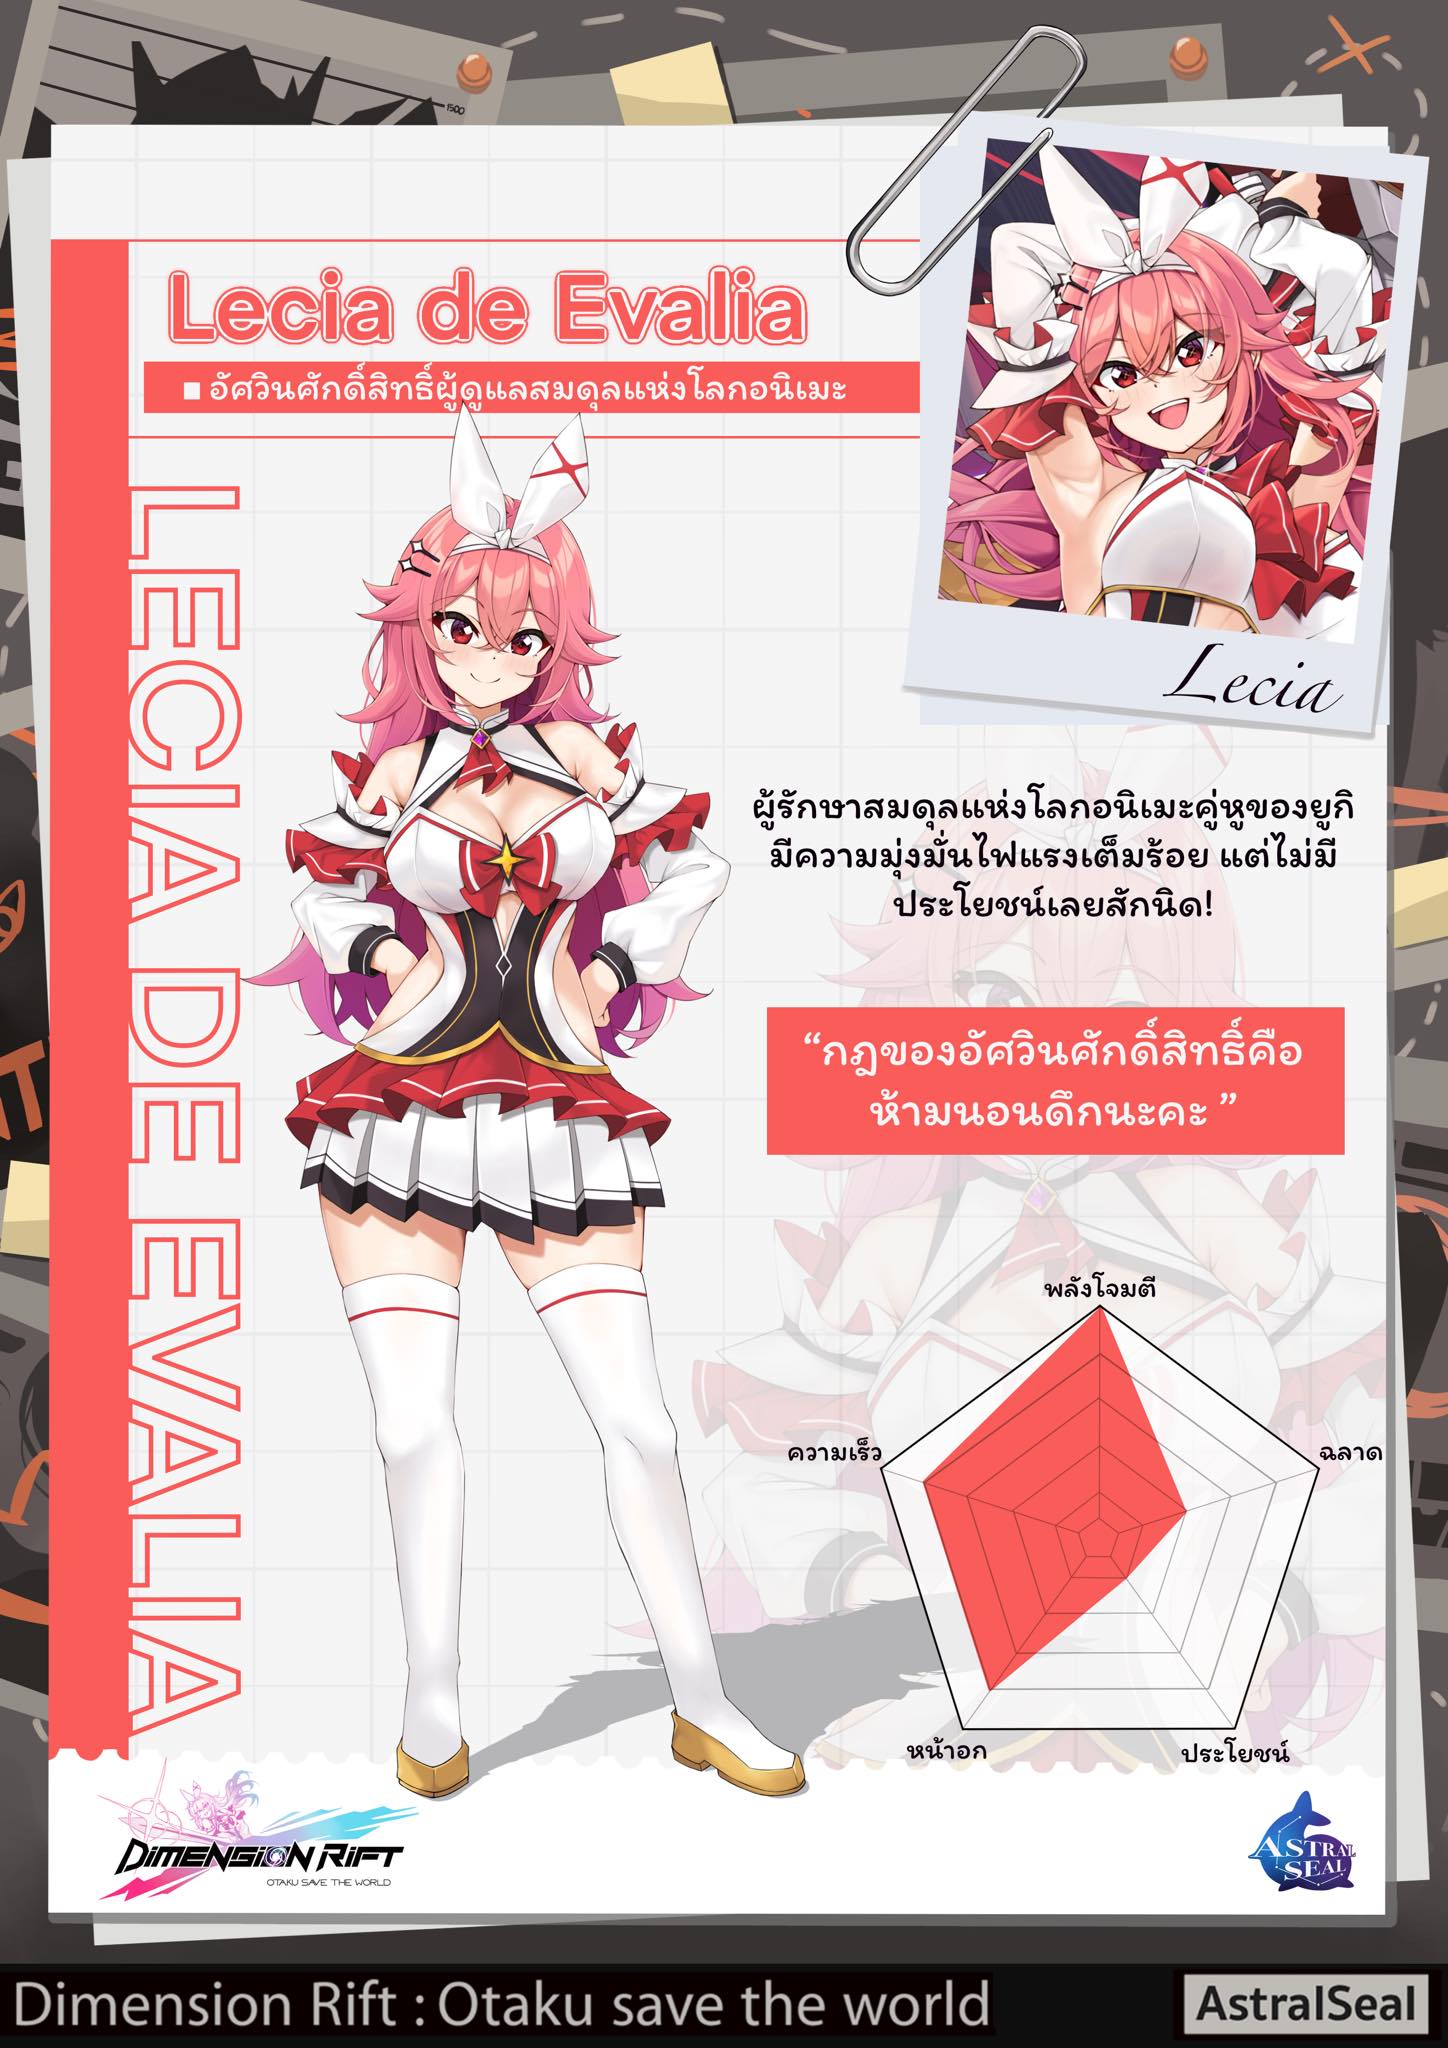 1500
Lecia de Evalia
อัศวินศักดิ์สิทธิ์ผู้ดูแลสมดุลแห่งโลกอนิเมะ
LECIA DE EVALIA
Lecia
ผู้รักษาสมดุลแห่งโลกอนิเมะคู่หูของยูกิ
มีความมุ่งมั่นไฟแรงเต็มร้อย แต่ไม่มี
ประโยชน์เลยสักนิด!
“กฎของอัศวินศักดิ์สิทธิ์คือ
ห้ามนอนดึกนะคะ ”
พลังโจมตี
ความเร็ว
ฉลาด
หน้าอก
ประโยชน์
DIMENSION RIFT
OTAKU SAVE THE WORLD
ASTRAL
SEAL
Dimension Rift : Otaku save the world
AstralSeal